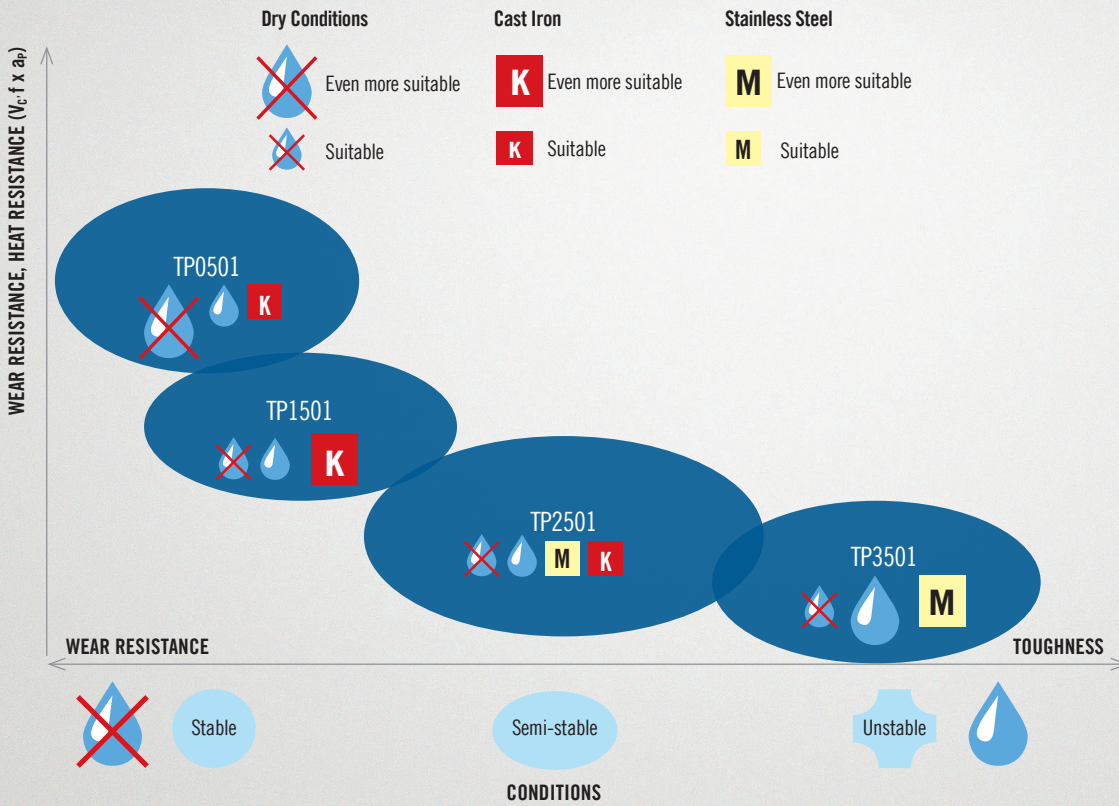 Dry Conditions
Even more suitable
Suitable
Cast Iron
K Even more suitable
K Suitable
Stainless Steel
M Even more suitable
M Suitable
WEAR RESISTANCE, HEAT RESISTANCE (Vc· f x aP)
TP0501
K
TP1501
K
TP2501
M K
TP3501
M
WEAR RESISTANCE
TOUGHNESS
Stable
Semi-stable
Unstable
CONDITIONS